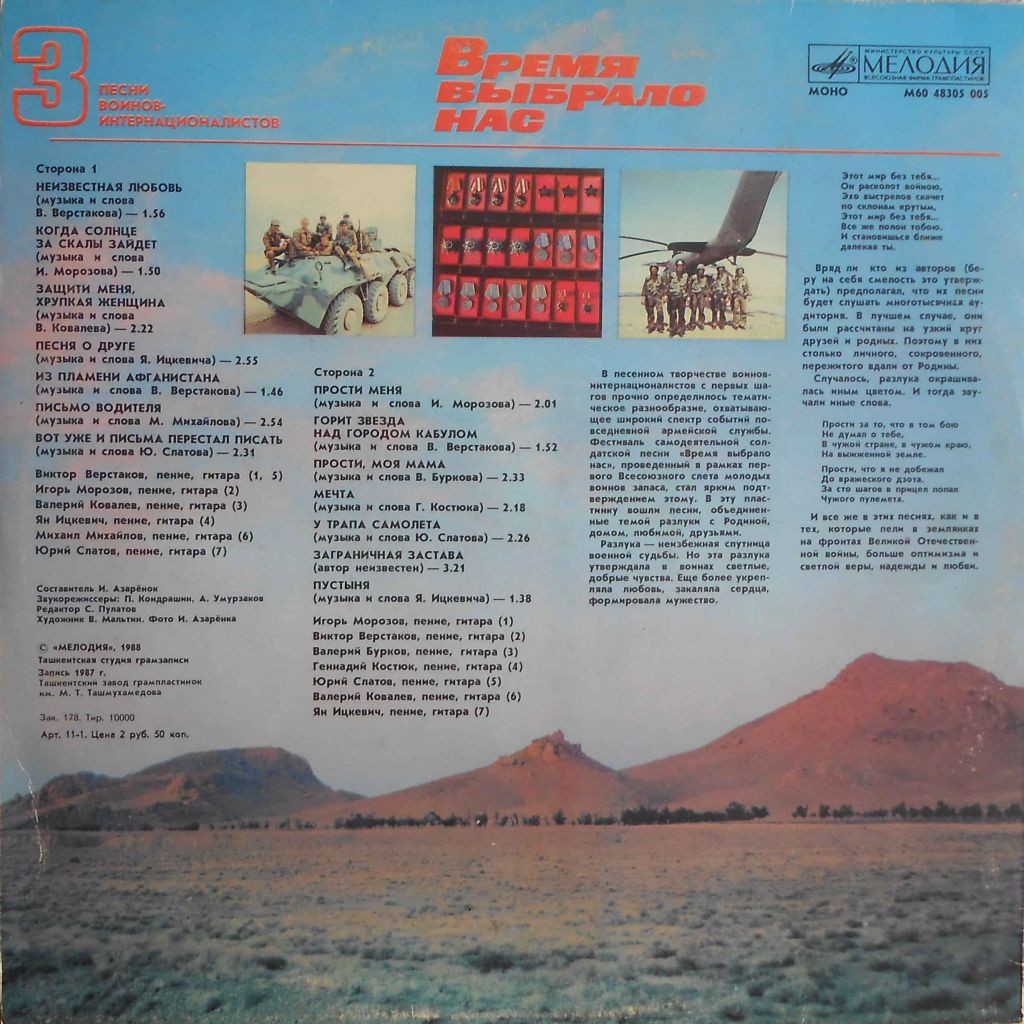 3
ПЕСНИ
ВОИНОВ-
ИНТЕРНАЦИОНАЛИСТОВ
ВРЕМЯ
ВЫБРАЛО
НАС
МИНИСТЕРСТВО КУЛЬТУРЫ СССР
МЕЛОДИЯ
ВСЕСОЮЗНАЯ ФИРМА ГРАМПЛАСТИНОК
МОНО М60 48305 005
Сторона 1
НЕИЗВЕСТНАЯ ЛЮБОВЬ
(музыка и слова
В. Верстакова) — 1.56
КОГДА СОЛНЦЕ
ЗА СКАЛЫ ЗАЙДЕТ
(музыка и слова
И. Морозова) — 1.50
ЗАЩИТИ МЕНЯ,
ХРУПКАЯ ЖЕНЩИНА
(музыка и слова
В. Ковалева) — 2.22
ПЕСНЯ О ДРУГЕ
(музыка и слова Я. Ицкевича) — 2.55
ИЗ ПЛАМЕНИ АФГАНИСТАНА
(музыка и слова В. Верстакова) — 1.46
ПИСЬМО ВОДИТЕЛЯ
(музыка и слова М. Михайлова) — 2.54
ВОТ УЖЕ И ПИСЬМА ПЕРЕСТАЛ ПИСАТЬ
(музыка и слова Ю. Слатова) — 2.31
Виктор Верстаков, пение, гитара (1, 5)
Игорь Морозов, пение, гитара (2)
Валерий Ковалев, пение, гитара (3)
Ян Ицкевич, пение, гитара (4)
Михаил Михайлов, пение, гитара (6)
Юрий Слатов, пение, гитара (7)
Составитель И. Азарёнок
Звукорежиссеры: П. Кондрашин, А. Умурзаков
Редактор С. Пулатов
Художник В. Мальтин. Фото И. Азарёнка
© «МЕЛОДИЯ», 1988
Ташкентская студия грамзаписи
Запись 1987 г.
Ташкентский завод грампластинок
им. М. Т. Ташмухамедова
Зак. 178. Тир. 10000
Арт. 11-1. Цена 2 руб. 50 коп.
Сторона 2
ПРОСТИ МЕНЯ
(музыка и слова И. Морозова) — 2.01
ГОРИТ ЗВЕЗДА
НАД ГОРОДОМ КАБУЛОМ
(музыка и слова В. Верстакова) — 1.52
ПРОСТИ, МОЯ МАМА
(музыка и слова В. Буркова) — 2.33
МЕЧТА
(музыка и слова Г. Костюка) — 2.18
У ТРАПА САМОЛЕТА
(музыка и слова Ю. Слатова) — 2.26
ЗАГРАНИЧНАЯ ЗАСТАВА
(автор неизвестен) — 3.21
ПУСТЫНЯ
(музыка и слова Я. Ицкевича) — 1.38
Игорь Морозов, пение, гитара (1)
Виктор Верстаков, пение, гитара (2)
Валерий Бурков, пение, гитара (3)
Геннадий Костюк, пение, гитара (4)
Юрий Слатов, пение, гитара (5)
Валерий Ковалев, пение, гитара (6)
Ян Ицкевич, пение, гитара (7)
В песенном творчестве воинов-
интернационалистов с первых ша-
гов прочно определилось темати-
ческое разнообразие, охватываю-
щее широкий спектр событий по-
вседневной армейской службы.
Фестиваль самодеятельной сол-
датской песни «Время выбрало
нас», проведенный в рамках пер-
вого Всесоюзного слета молодых
воинов запаса, стал ярким подт-
верждением этому. В эту плас-
тинку вошли песни, объединен-
ные темой разлуки с Родиной,
домом, любимой, друзьями.
Разлука — неизбежная спутница
военной судьбы. Но эта разлука
утверждала в воинах светлые,
добрые чувства. Еще более укреп-
ляла любовь, закаляла сердца,
формировала мужество.
Этот мир без тебя...
Он расколот войною,
Эхо выстрелов скачет
по склонам крутым,
Этот мир без тебя...
Все же полон тобою,
И становишься ближе
далекая ты.
Вряд ли кто из авторов (бе-
ру на себя смелость это утверж-
дать) предполагал, что их песни
будет слушать многотысячная ау-
дитория. В лучшем случае, они
были рассчитаны на узкий круг
друзей и родных. Поэтому в них
столько личного, сокровенного,
пережитого вдали от Родины.
Случалось, разлука окрашива-
лась иным цветом. И тогда зву-
чали иные слова.
Прости за то, что в том бою
Не думал о тебе,
В чужой стране, в чужом краю,
На выжженной земле.
Прости, что я не добежал
До вражеского дзота.
За сто шагов в прицел попал
Чужого пулемета.
И все же в этих песнях, как и в
тех, которые пели в землянках
на фронтах Великой Отечествен-
ной войны, больше оптимизма и
светлой веры, надежды и любви.